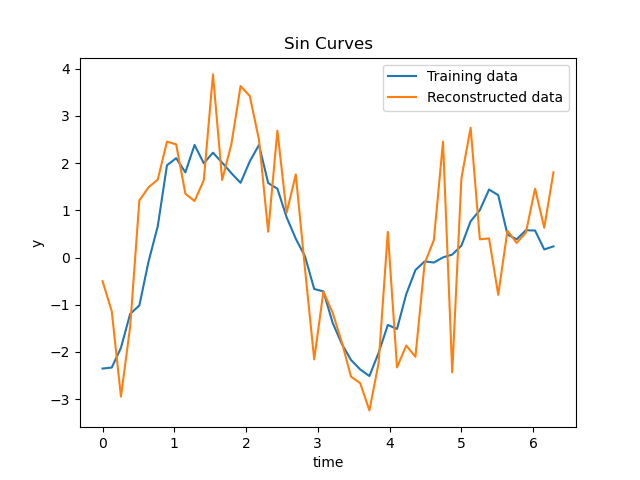 Sin Curves
Training data
Reconstructed data
4
3
2
1
0
−1
−2
−3
y
0 1 2 3 4 5 6
time